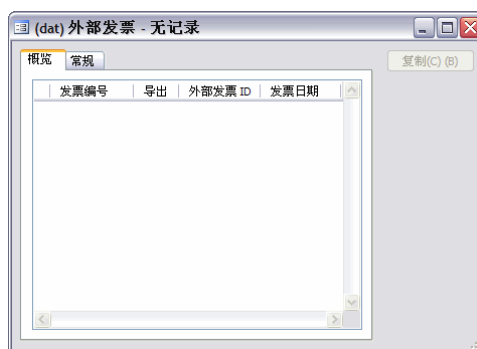 (dat) 外部发票 - 无记录
概览 常规 复制(C) (B)
发票编号 导出 外部发票 ID 发票日期